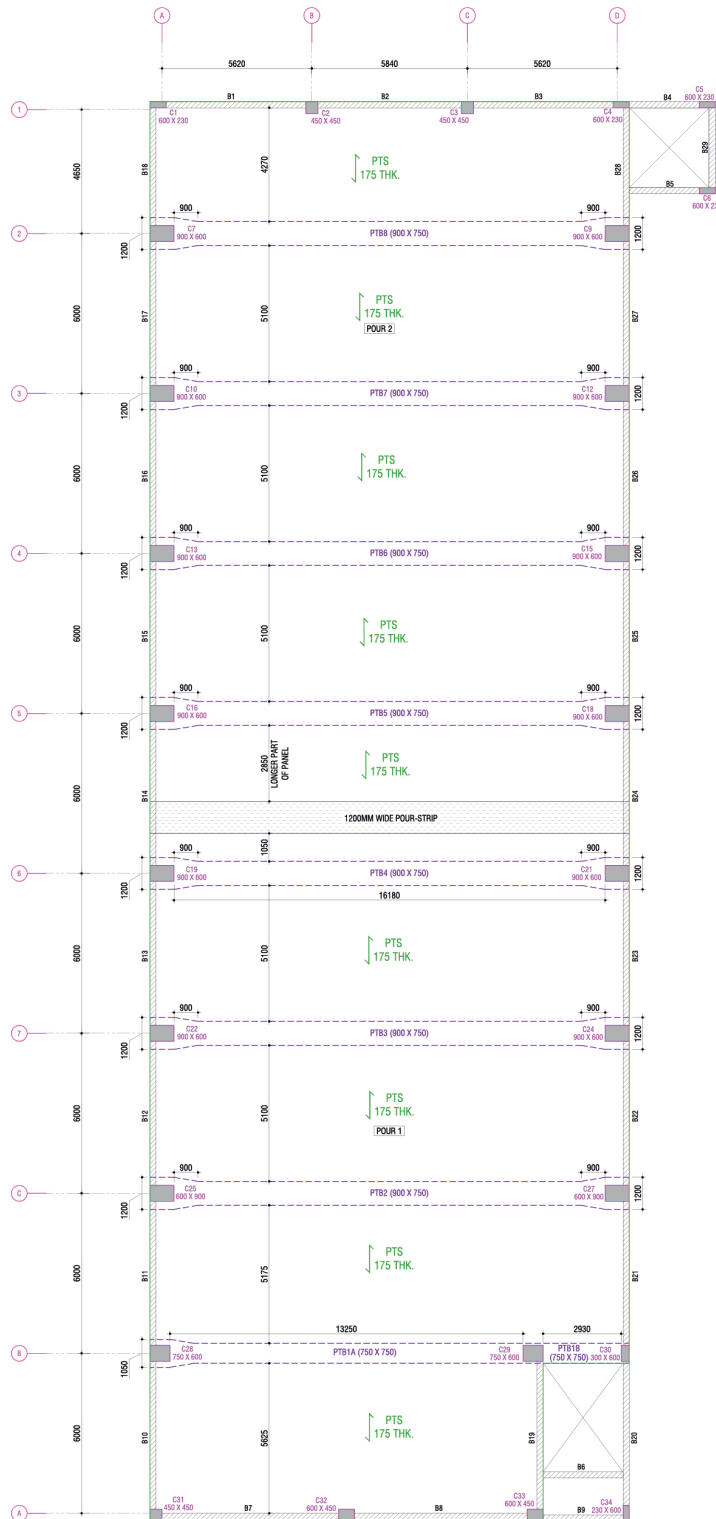 A
B
C
D
5620
5840
5620
1
B1
B2
B3
B4
C5
600 X 230
C1
600 X 230
C2
450 X 450
C3
450 X 450
C4
600 X 230
4650
B18
4270
PTS
175 THK.
B28
B29
B5
C6
600 X 23
900
900
2
1200
C7
900 X 600
PTB8 (900 X 750)
C9
900 X 600
1200
6000
B17
5100
PTS
175 THK.
POUR 2
B27
900
900
3
1200
C10
900 X 600
PTB7 (900 X 750)
C12
900 X 600
1200
6000
B16
5100
PTS
175 THK.
B26
900
900
4
1200
C13
900 X 600
PTB6 (900 X 750)
C15
900 X 600
1200
6000
B15
5100
PTS
175 THK.
B25
900
900
5
1200
C16
900 X 600
PTB5 (900 X 750)
C18
900 X 600
1200
6000
B14
2850
LONGER PART
OF PANEL
PTS
175 THK.
B24
1200MM WIDE POUR-STRIP
1050
900
900
6
1200
C19
900 X 600
PTB4 (900 X 750)
C21
900 X 600
1200
16180
6000
B13
5100
PTS
175 THK.
B23
900
900
7
1200
C22
900 X 600
PTB3 (900 X 750)
C24
900 X 600
1200
6000
B12
5100
PTS
175 THK.
POUR 1
B22
900
900
C
1200
C25
600 X 900
PTB2 (900 X 750)
C27
600 X 900
1200
6000
B11
5175
PTS
175 THK.
B21
13250
2930
B
1050
C28
750 X 600
PTB1A (750 X 750)
C29
750 X 600
PTB1B
(750 X 750)
C30
300 X 600
6000
B10
5625
PTS
175 THK.
B19
B20
B6
A
C31
450 X 450
B7
C32
600 X 450
B8
C33
600 X 450
B9
C34
230 X 600